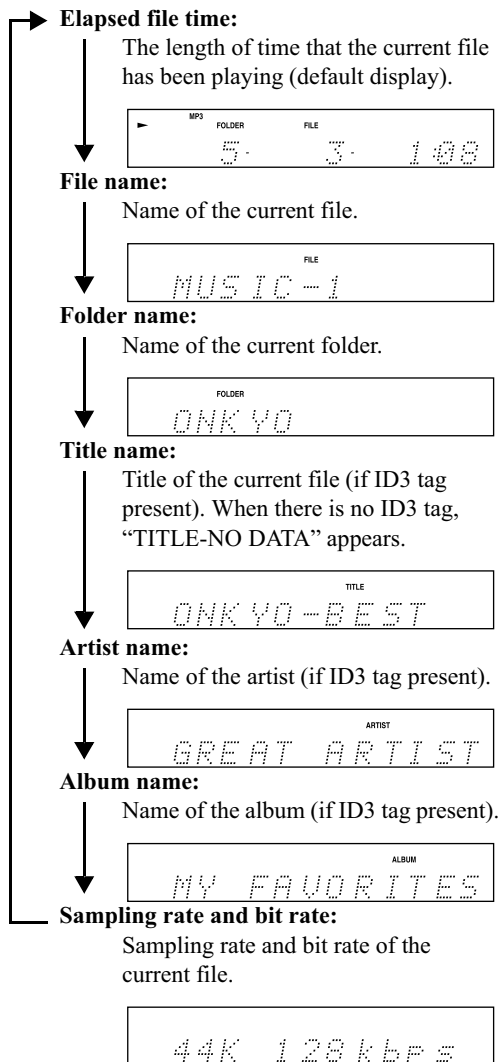 Elapsed file time:
The length of time that the current file
has been playing (default display).
MP3
FOLDER FILE
5 3 1:08
File name:
Name of the current file.
FILE
MUSIC-1
Folder name:
Name of the current folder.
FOLDER
ONKYO
Title name:
Title of the current file (if ID3 tag
present). When there is no ID3 tag,
“TITLE-NO DATA” appears.
TITLE
ONKYO-BEST
Artist name:
Name of the artist (if ID3 tag present).
ARTIST
GREAT ARTIST
Album name:
Name of the album (if ID3 tag present).
ALBUM
MY FAVORITES
Sampling rate and bit rate:
Sampling rate and bit rate of the
current file.
44K 128kbps